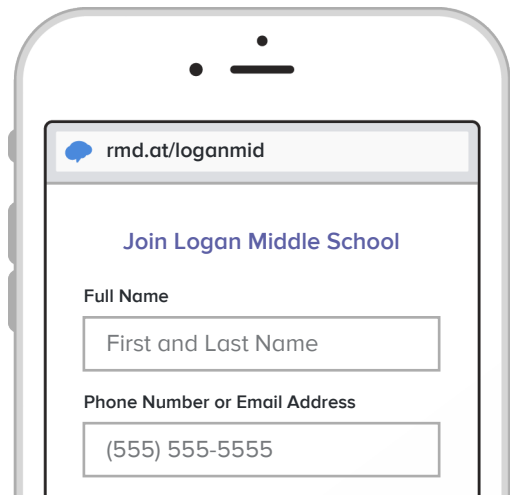 rmd.at/loganmid
Join Logan Middle School
Full Name
First and Last Name
Phone Number or Email Address
(555) 555-5555